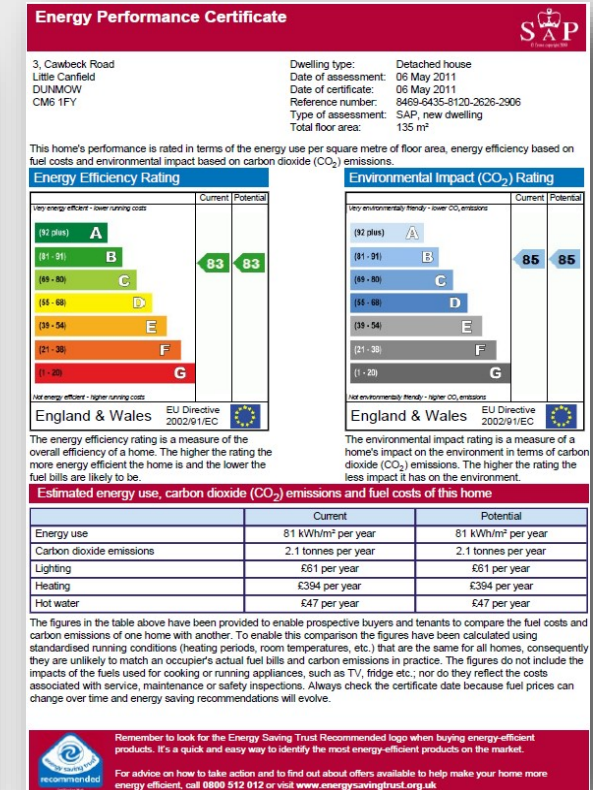 Energy Performance Certificate
SAP
3, Cawbeck Road
Little Canfield
DUNMOW
CM6 1FY
Dwelling type: Detached house
Date of assessment: 06 May 2011
Date of certificate: 06 May 2011
Reference number: 8469-6435-8120-2626-2906
Type of assessment: SAP, new dwelling
Total floor area: 135 m²
This home's performance is rated in terms of the energy use per square metre of floor area, energy efficiency based on
fuel costs and environmental impact based on carbon dioxide (CO₂) emissions.
Energy Efficiency Rating
Current Potential
Very energy efficient - lower running costs
(92 plus) A
(81 - 91) B
83 83
(69 - 80) C
(55 - 68) D
(39 - 54) E
(21 - 38) F
(1 - 20) G
Not energy efficient - higher running costs
England & Wales
EU Directive
2002/91/EC
The energy efficiency rating is a measure of the
overall efficiency of a home. The higher the rating the
more energy efficient the home is and the lower the
fuel bills are likely to be.
Environmental Impact (CO₂) Rating
Current Potential
Very environmentally friendly - lower CO₂ emissions
(92 plus) A
(81 - 91) B
85 85
(69 - 80) C
(55 - 68) D
(39 - 54) E
(21 - 38) F
(1 - 20) G
Not environmentally friendly - higher CO₂ emissions
England & Wales
EU Directive
2002/91/EC
The environmental impact rating is a measure of a
home's impact on the environment in terms of carbon
dioxide (CO₂) emissions. The higher the rating the
less impact it has on the environment.
Estimated energy use, carbon dioxide (CO₂) emissions and fuel costs of this home
Current Potential
Energy use 81 kWh/m² per year 81 kWh/m² per year
Carbon dioxide emissions 2.1 tonnes per year 2.1 tonnes per year
Lighting £61 per year £61 per year
Heating £394 per year £394 per year
Hot water £47 per year £47 per year
The figures in the table above have been provided to enable prospective buyers and tenants to compare the fuel costs and
carbon emissions of one home with another. To enable this comparison the figures have been calculated using
standardised running conditions (heating periods, room temperatures, etc.) that are the same for all homes, consequently
they are unlikely to match an occupier's actual fuel bills and carbon emissions in practice. The figures do not include the
impacts of the fuels used for cooking or running appliances, such as TV, fridge etc.; nor do they reflect the costs
associated with service, maintenance or safety inspections. Always check the certificate date because fuel prices can
change over time and energy saving recommendations will evolve.
energy saving trust
recommended
Remember to look for the Energy Saving Trust Recommended logo when buying energy-efficient
products. It's a quick and easy way to identify the most energy-efficient products on the market.
For advice on how to take action and to find out about offers available to help make your home more
energy efficient, call 0800 512 012 or visit www.energysavingtrust.org.uk